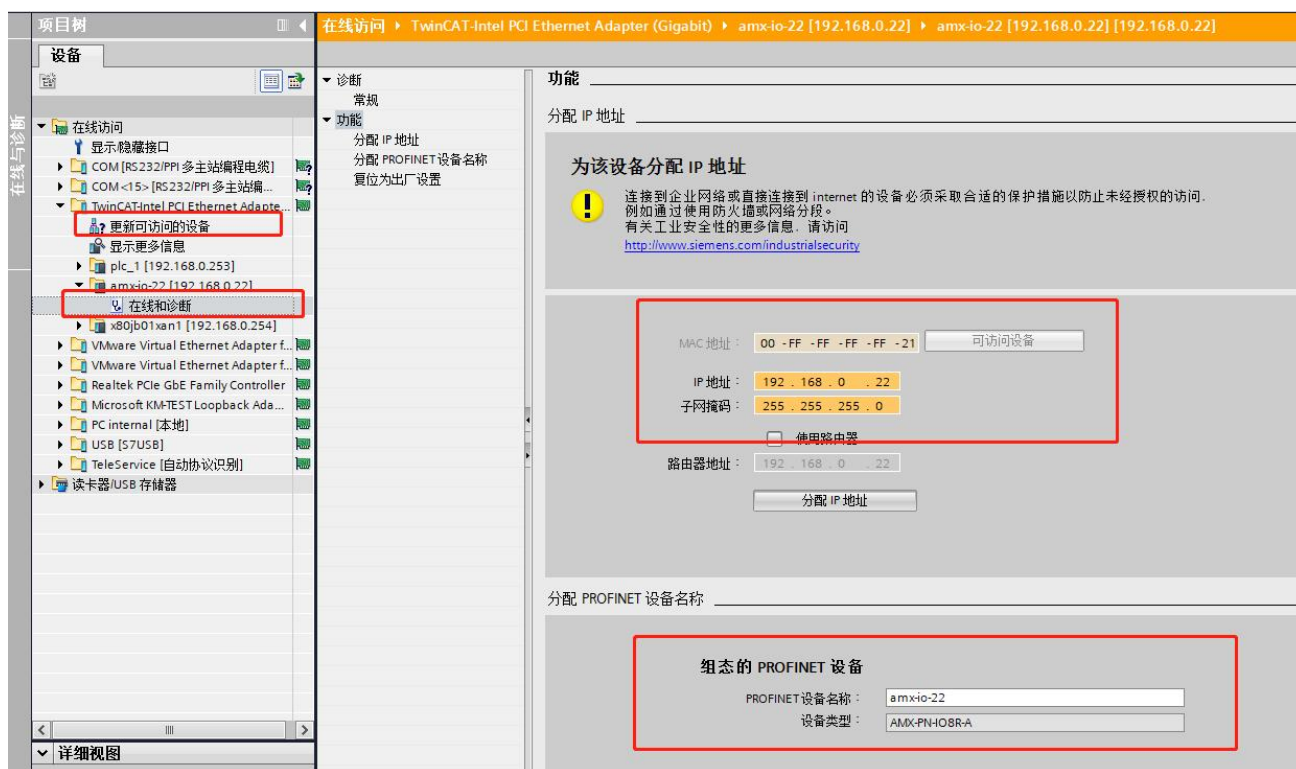 项目树
在线访问 ▸ TwinCAT-Intel PCI Ethernet Adapter (Gigabit) ▸ amx-io-22 [192.168.0.22] ▸ amx-io-22 [192.168.0.22] [192.168.0.22]
在线与诊断
设备
在线访问
显示/隐藏接口
COM [RS232/PPI 多主站编程电缆]
COM <15> [RS232/PPI 多主站编...
TwinCAT-Intel PCI Ethernet Adapte...
更新可访问的设备
显示更多信息
plc_1 [192.168.0.253]
amx-io-22 [192.168.0.22]
在线和诊断
x80jb01xan1 [192.168.0.254]
VMware Virtual Ethernet Adapter f...
VMware Virtual Ethernet Adapter f...
Realtek PCIe GbE Family Controller
Microsoft KM-TEST Loopback Ada...
PC internal [本地]
USB [S7USB]
TeleService [自动协议识别]
读卡器/USB 存储器
详细视图
诊断
常规
功能
分配 IP 地址
分配 PROFINET 设备名称
复位为出厂设置
功能
分配 IP 地址
为该设备分配 IP 地址
连接到企业网络或直接连接到 internet 的设备必须采取合适的保护措施以防止未经授权的访问.
例如通过使用防火墙或网络分段。
有关工业安全性的更多信息, 请访问
http://www.siemens.com/industrialsecurity
MAC 地址: 00 -FF -FF -FF -FF -21 可访问设备
IP 地址: 192 . 168 . 0 . 22
子网掩码: 255 . 255 . 255 . 0
使用路由器
路由器地址: 192 . 168 . 0 . 22
分配 IP 地址
分配 PROFINET 设备名称
组态的 PROFINET 设备
PROFINET设备名称: amx-io-22
设备类型: AMX-PN-IO8R-A